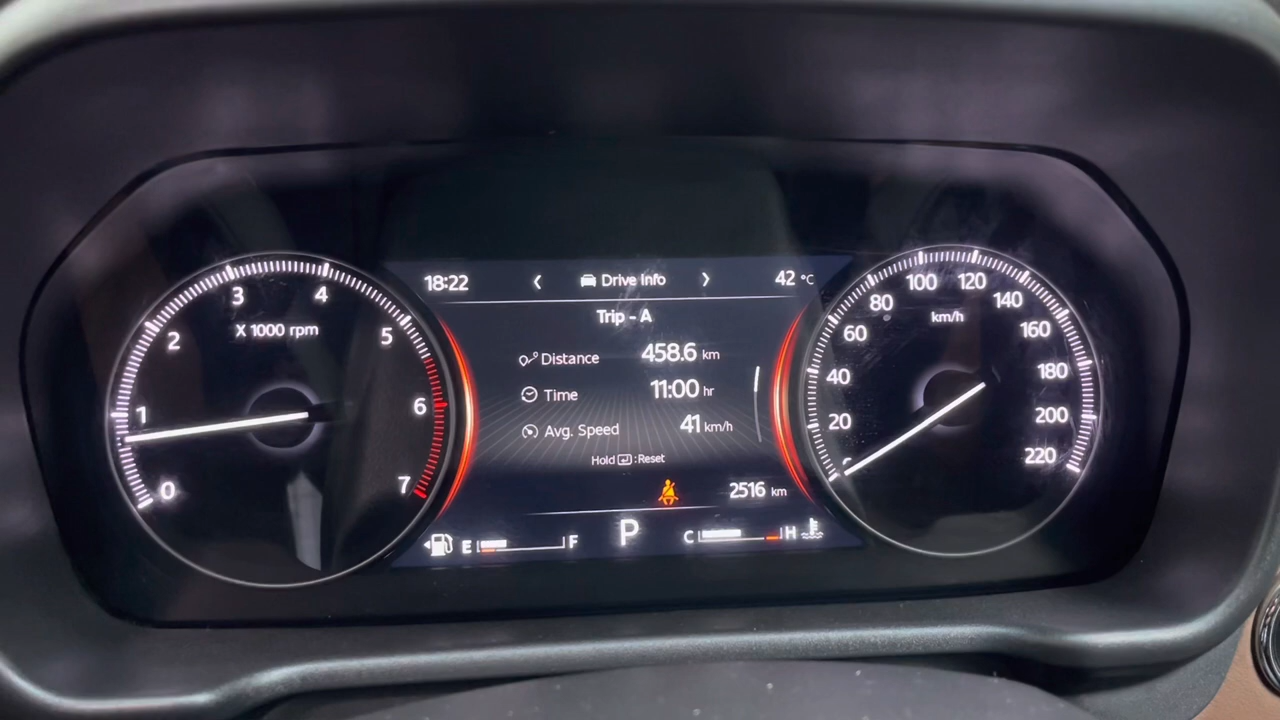 18:22 Drive Info 42 °C
Trip - A
Distance 458.6 km
Time 11:00 hr
Avg. Speed 41 km/h
Hold :Reset
2516 km
E F P C H
X 1000 rpm
0
1
2
3
4
5
6
7
km/h
20
40
60
80
100
120
140
160
180
200
220